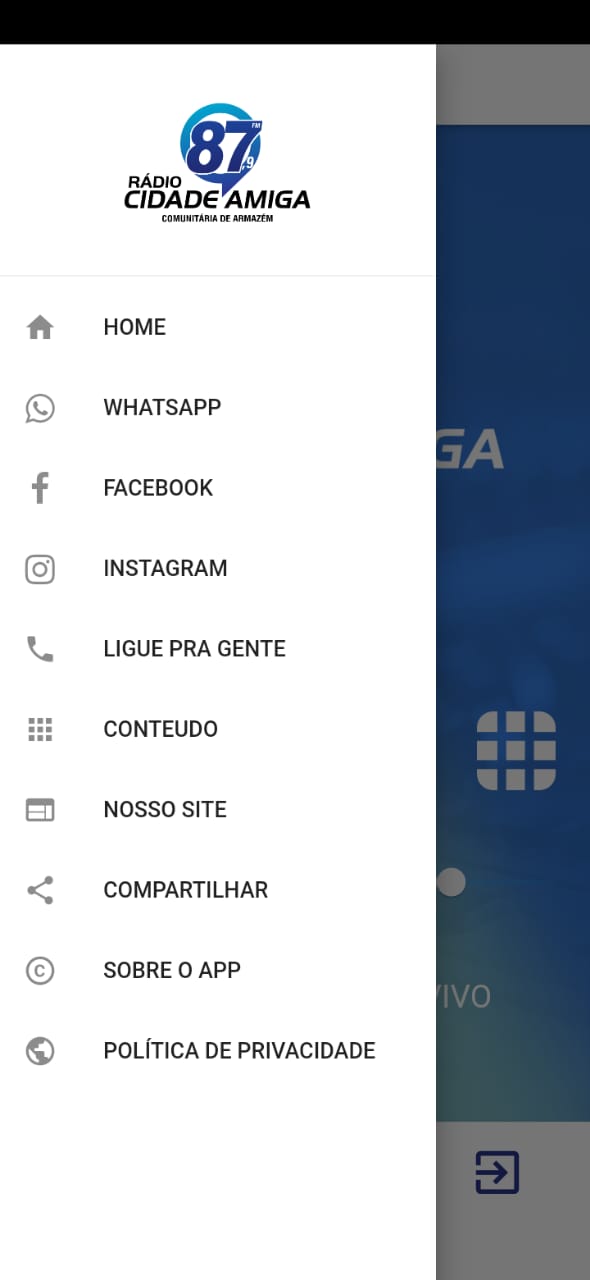 87,9
FM
RÁDIO
CIDADE AMIGA
COMUNITÁRIA DE ARMAZÉM
HOME
WHATSAPP
FACEBOOK
INSTAGRAM
LIGUE PRA GENTE
CONTEUDO
NOSSO SITE
COMPARTILHAR
SOBRE O APP
POLÍTICA DE PRIVACIDADE
GA
VIVO